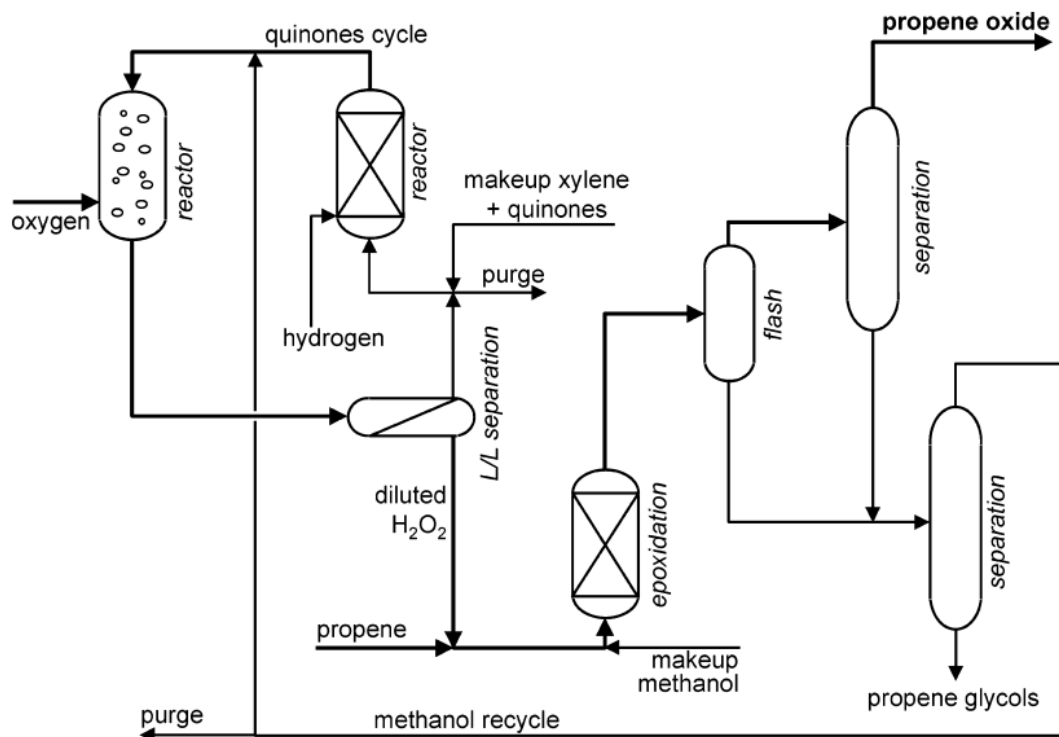 quinones cycle
propene oxide
reactor
reactor
separation
oxygen
makeup xylene
+ quinones
purge
hydrogen
flash
L/L separation
diluted
H₂O₂
epoxidation
separation
propene
makeup
methanol
propene glycols
purge
methanol recycle